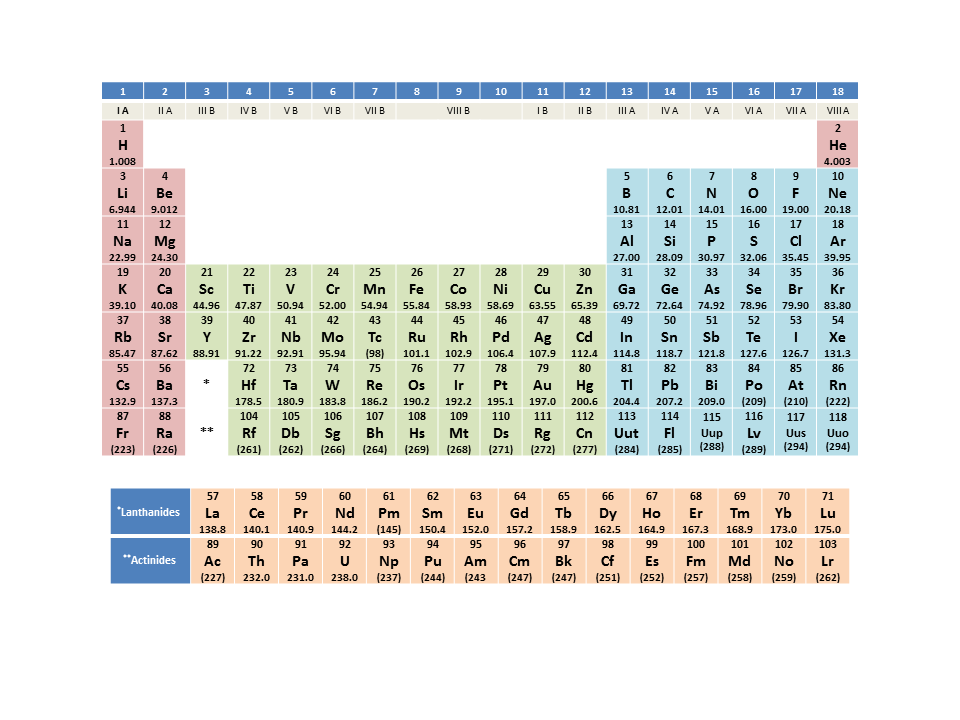 1 2 3 4 5 6 7 8 9 10 11 12 13 14 15 16 17 18
I A II A III B IV B V B VI B VII B VIII B I B II B III A IV A V A VI A VII A VIII A
1 2
H He
1.008 4.003
3 4 5 6 7 8 9 10
Li Be B C N O F Ne
6.944 9.012 10.81 12.01 14.01 16.00 19.00 20.18
11 12 13 14 15 16 17 18
Na Mg Al Si P S Cl Ar
22.99 24.30 27.00 28.09 30.97 32.06 35.45 39.95
19 20 21 22 23 24 25 26 27 28 29 30 31 32 33 34 35 36
K Ca Sc Ti V Cr Mn Fe Co Ni Cu Zn Ga Ge As Se Br Kr
39.10 40.08 44.96 47.87 50.94 52.00 54.94 55.84 58.93 58.69 63.55 65.39 69.72 72.64 74.92 78.96 79.90 83.80
37 38 39 40 41 42 43 44 45 46 47 48 49 50 51 52 53 54
Rb Sr Y Zr Nb Mo Tc Ru Rh Pd Ag Cd In Sn Sb Te I Xe
85.47 87.62 88.91 91.22 92.91 95.94 (98) 101.1 102.9 106.4 107.9 112.4 114.8 118.7 121.8 127.6 126.7 131.3
55 56 72 73 74 75 76 77 78 79 80 81 82 83 84 85 86
Cs Ba * Hf Ta W Re Os Ir Pt Au Hg Tl Pb Bi Po At Rn
132.9 137.3 178.5 180.9 183.8 186.2 190.2 192.2 195.1 197.0 200.6 204.4 207.2 209.0 (209) (210) (222)
87 88 104 105 106 107 108 109 110 111 112 113 114 115 116 117 118
Fr Ra ** Rf Db Sg Bh Hs Mt Ds Rg Cn Uut Fl Uup Lv Uus Uuo
(223) (226) (261) (262) (266) (264) (269) (268) (271) (272) (277) (284) (285) (288) (289) (294) (294)
57 58 59 60 61 62 63 64 65 66 67 68 69 70 71
*Lanthanides La Ce Pr Nd Pm Sm Eu Gd Tb Dy Ho Er Tm Yb Lu
138.8 140.1 140.9 144.2 (145) 150.4 152.0 157.2 158.9 162.5 164.9 167.3 168.9 173.0 175.0
89 90 91 92 93 94 95 96 97 98 99 100 101 102 103
**Actinides Ac Th Pa U Np Pu Am Cm Bk Cf Es Fm Md No Lr
(227) 232.0 231.0 238.0 (237) (244) (243 (247) (247) (251) (252) (257) (258) (259) (262)